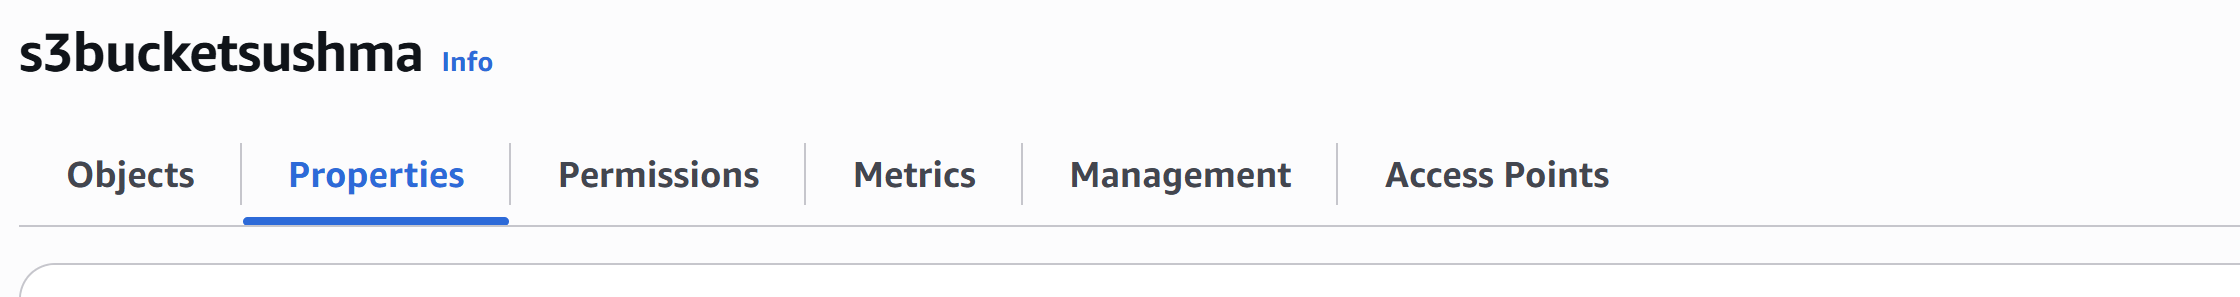 s3bucketsushma Info
Objects Properties Permissions Metrics Management Access Points